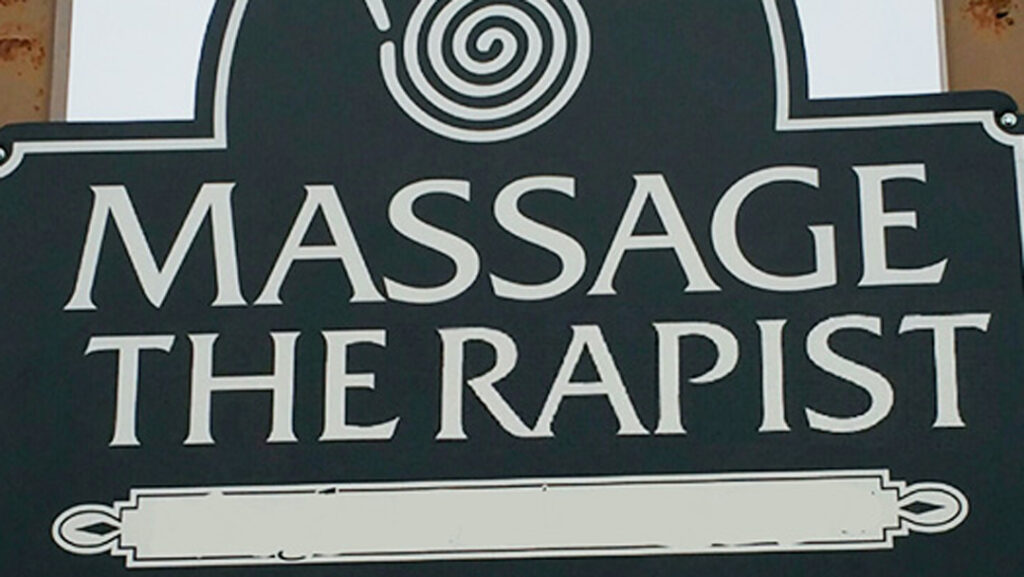 MASSAGE
THE RAPIST